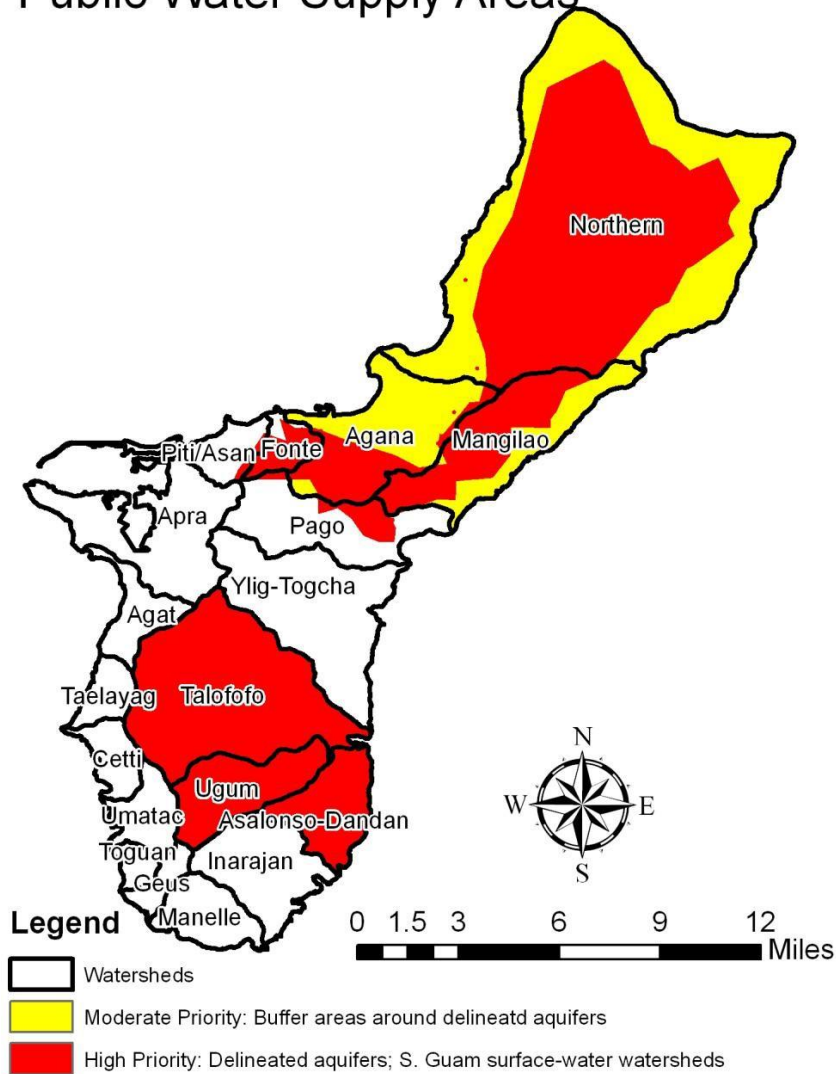 Public Water Supply Areas
Northern
Agana
Mangilao
Piti/Asan
Fonte
Apra
Pago
Ylig-Togcha
Agat
Taelayag
Talofofo
Cetti
Ugum
Umatac
Asalonso-Dandan
Toguan
Inarajan
Geus
Manelle
N
W
E
S
Legend
0 1.5 3 6 9 12
Miles
Watersheds
Moderate Priority: Buffer areas around delineatd aquifers
High Priority: Delineated aquifers; S. Guam surface-water watersheds